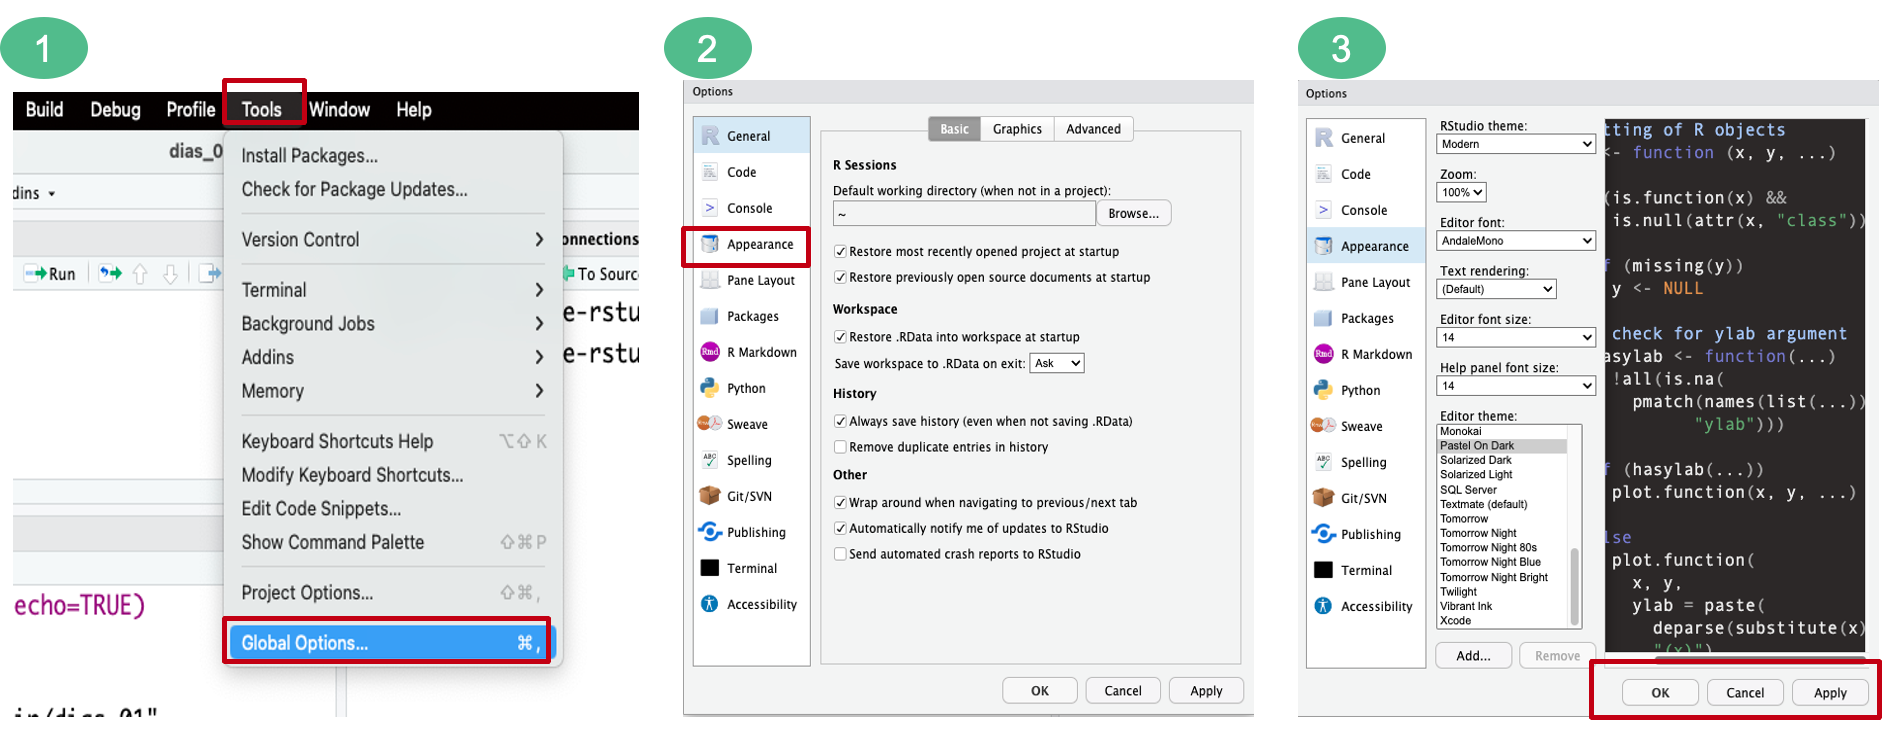 1
Build Debug Profile Tools Window Help
dias_0
Install Packages...
Check for Package Updates...
dins
Version Control
onnections
Run
To Sourc
Terminal
e-rstu
Background Jobs
e-rstu
Addins
Memory
Keyboard Shortcuts Help ⌥⇧K
Modify Keyboard Shortcuts...
Edit Code Snippets...
Show Command Palette ⇧⌘P
Project Options... ⇧⌘,
echo=TRUE)
Global Options... ⌘,
in/dias_01"
2
Options
General
Code
Console
Appearance
Pane Layout
Packages
Rmd R Markdown
Python
Sweave
ABC Spelling
Git/SVN
Publishing
Terminal
Accessibility
Basic Graphics Advanced
R Sessions
Default working directory (when not in a project):
~ Browse...
Restore most recently opened project at startup
Restore previously open source documents at startup
Workspace
Restore .RData into workspace at startup
Save workspace to .RData on exit: Ask
History
Always save history (even when not saving .RData)
Remove duplicate entries in history
Other
Wrap around when navigating to previous/next tab
Automatically notify me of updates to RStudio
Send automated crash reports to RStudio
OK Cancel Apply
3
Options
General
Code
Console
Appearance
Pane Layout
Packages
Rmd R Markdown
Python
Sweave
ABC Spelling
Git/SVN
Publishing
Terminal
Accessibility
RStudio theme:
Modern
Zoom:
100%
Editor font:
AndaleMono
Text rendering:
(Default)
Editor font size:
14
Help panel font size:
14
Editor theme:
Monokai
Pastel On Dark
Solarized Dark
Solarized Light
SQL Server
Textmate (default)
Tomorrow
Tomorrow Night
Tomorrow Night 80s
Tomorrow Night Blue
Tomorrow Night Bright
Twilight
Vibrant Ink
Xcode
Add... Remove
tting of R objects
<- function (x, y, ...)
(is.function(x) &&
is.null(attr(x, "class"))
f (missing(y))
y <- NULL
check for ylab argument
asylab <- function(...)
!all(is.na(
pmatch(names(list(...))
"ylab")))
f (hasylab(...))
plot.function(x, y, ...)
lse
plot.function(
x, y,
ylab = paste(
deparse(substitute(x)
"(x)")
OK Cancel Apply